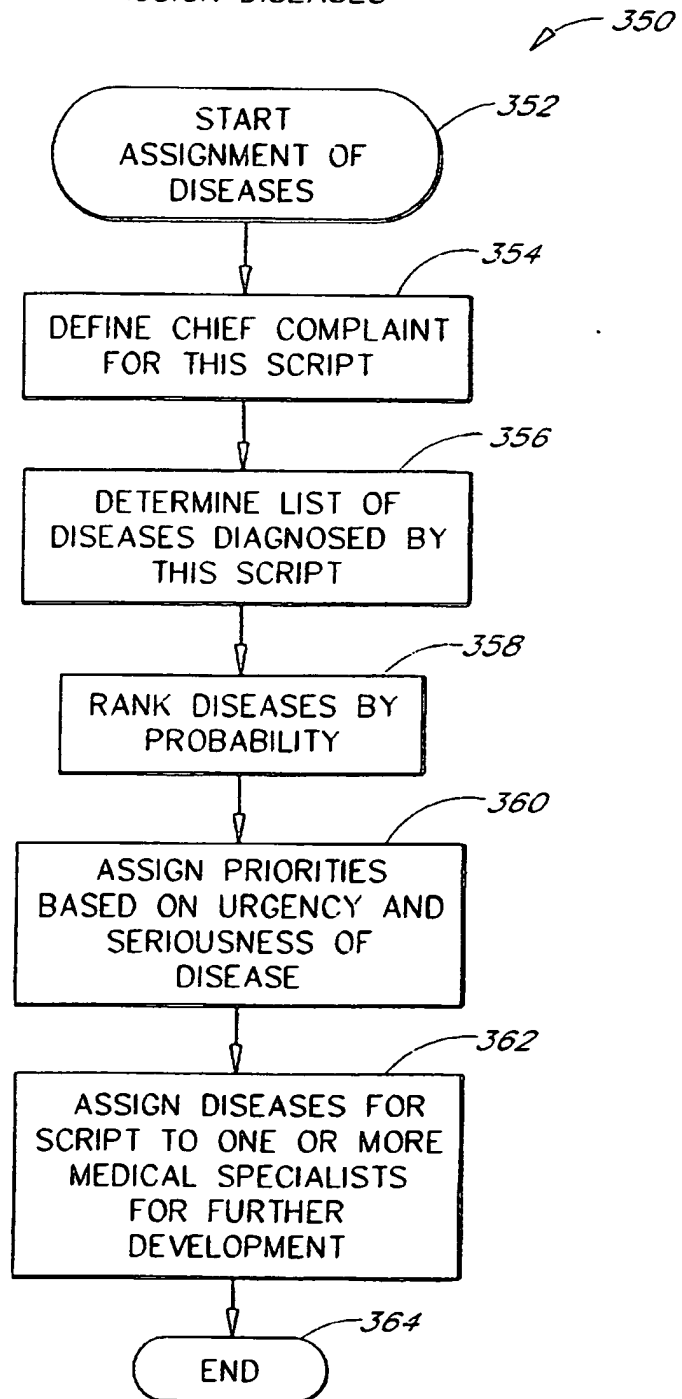 DISEASES
350
352
START
ASSIGNMENT OF
DISEASES
354
DEFINE CHIEF COMPLAINT
FOR THIS SCRIPT
356
DETERMINE LIST OF
DISEASES DIAGNOSED BY
THIS SCRIPT
358
RANK DISEASES BY
PROBABILITY
360
ASSIGN PRIORITIES
BASED ON URGENCY AND
SERIOUSNESS OF
DISEASE
362
ASSIGN DISEASES FOR
SCRIPT TO ONE OR MORE
MEDICAL SPECIALISTS
FOR FURTHER
DEVELOPMENT
364
END